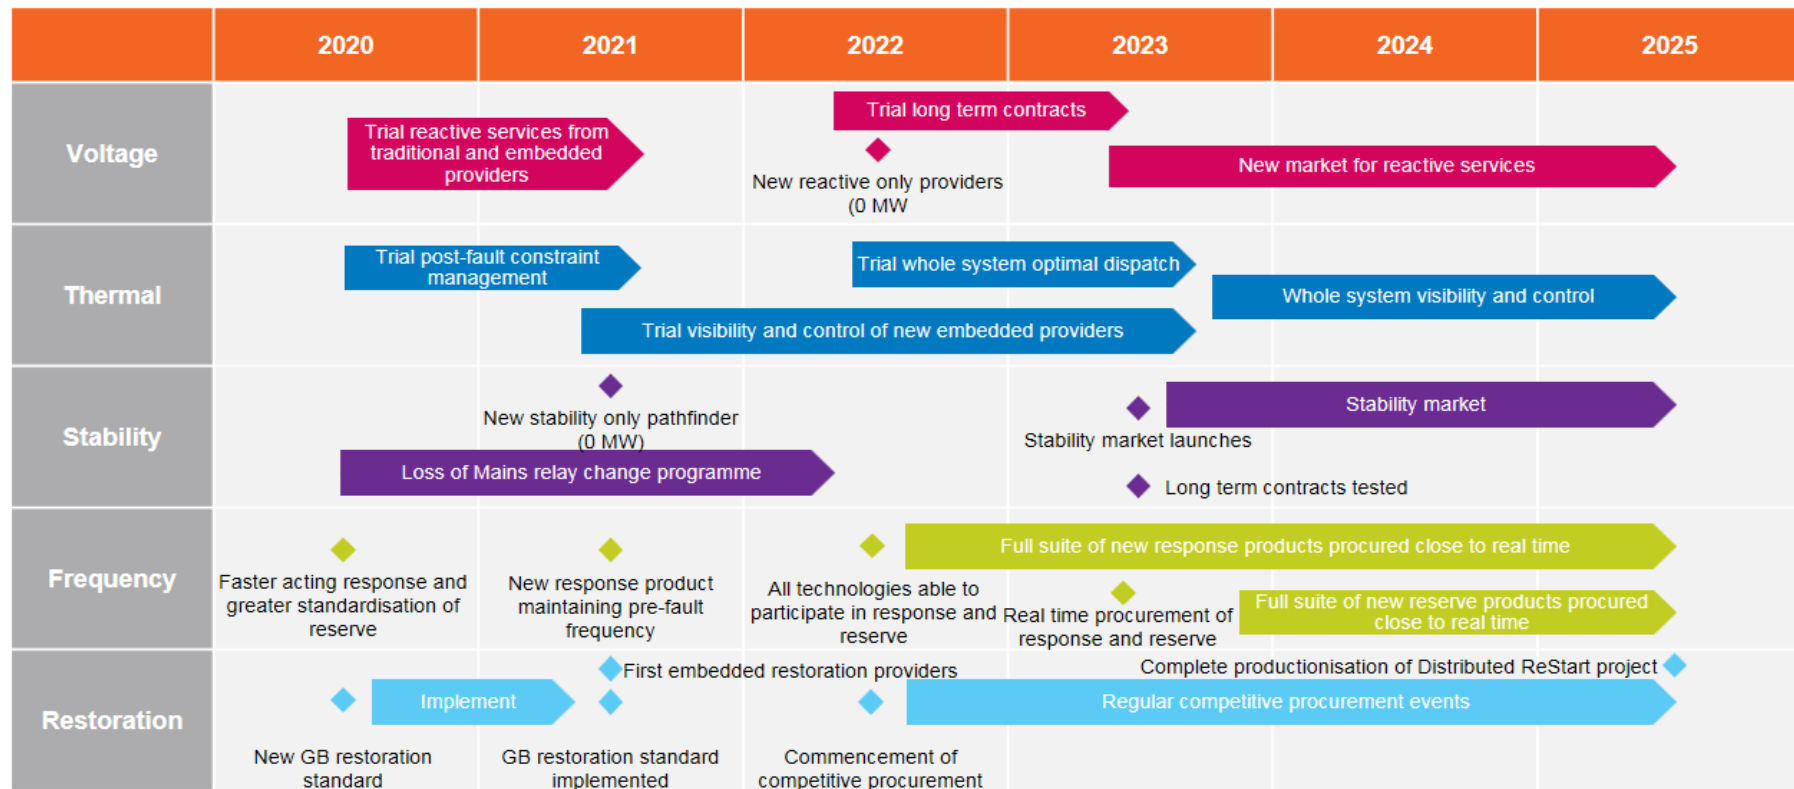 2020 2021 2022 2023 2024 2025
Voltage
Trial reactive services from
traditional and embedded
providers
Trial long term contracts
New reactive only providers
(0 MW
New market for reactive services
Thermal
Trial post-fault constraint
management
Trial whole system optimal dispatch
Trial visibility and control of new embedded providers
Whole system visibility and control
Stability
New stability only pathfinder
(0 MW)
Loss of Mains relay change programme
Stability market launches
Stability market
Long term contracts tested
Frequency
Faster acting response and
greater standardisation of
reserve
New response product
maintaining pre-fault
frequency
All technologies able to
participate in response and
reserve
Full suite of new response products procured close to real time
Real time procurement of
response and reserve
Full suite of new reserve products procured
close to real time
Restoration
New GB restoration
standard
Implement
First embedded restoration providers
GB restoration standard
implemented
Commencement of
competitive procurement
Complete productionisation of Distributed ReStart project
Regular competitive procurement events